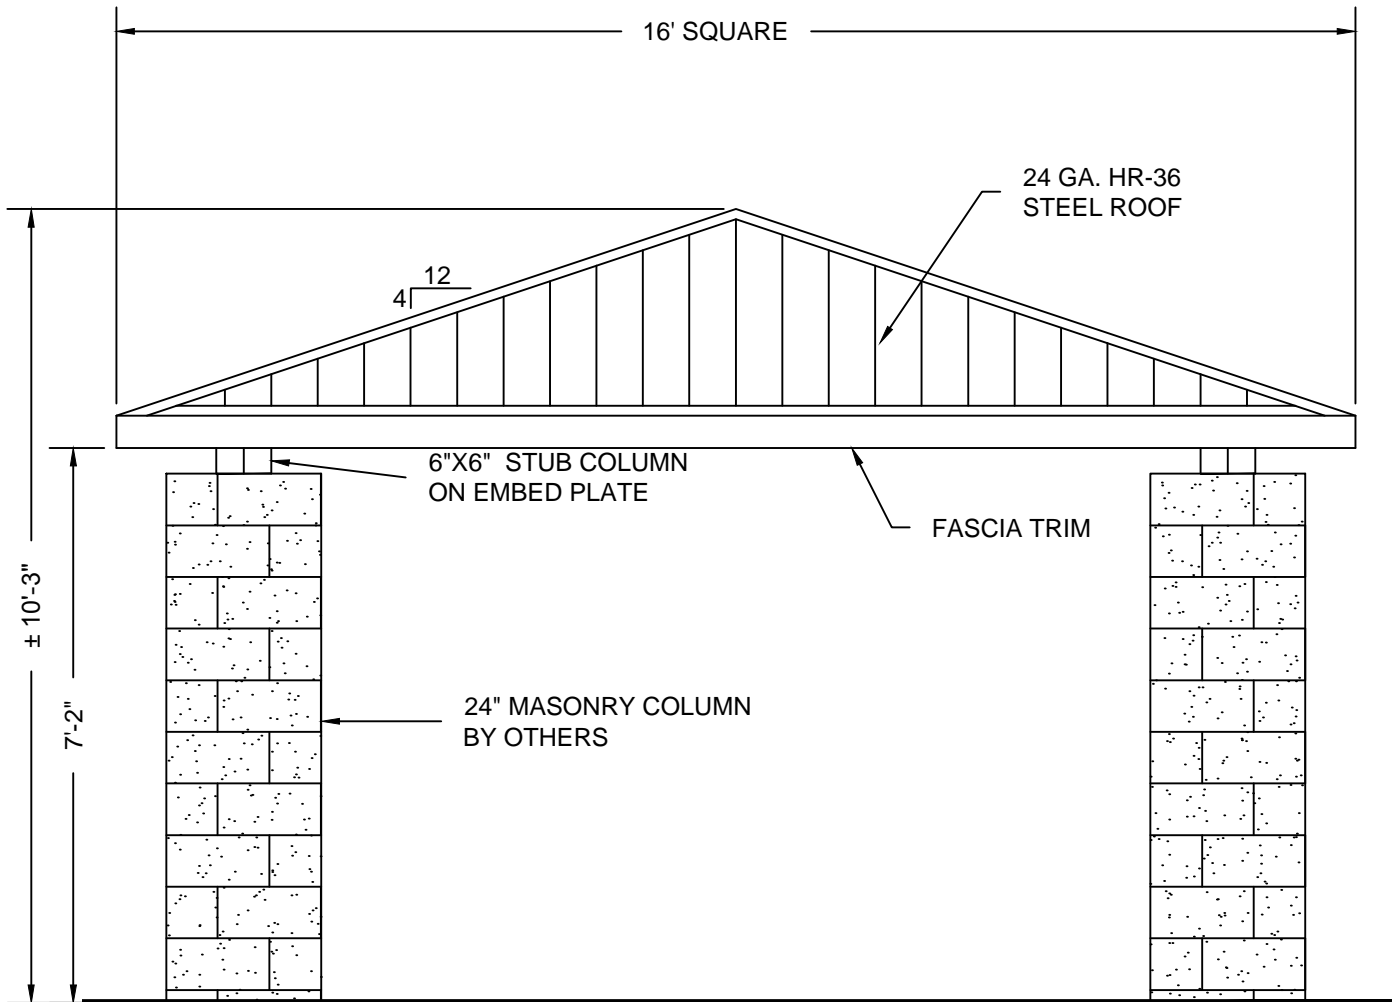 16' SQUARE
24 GA. HR-36
STEEL ROOF
12
4
6"X6" STUB COLUMN
ON EMBED PLATE
FASCIA TRIM
± 10'-3"
7'-2"
24" MASONRY COLUMN
BY OTHERS